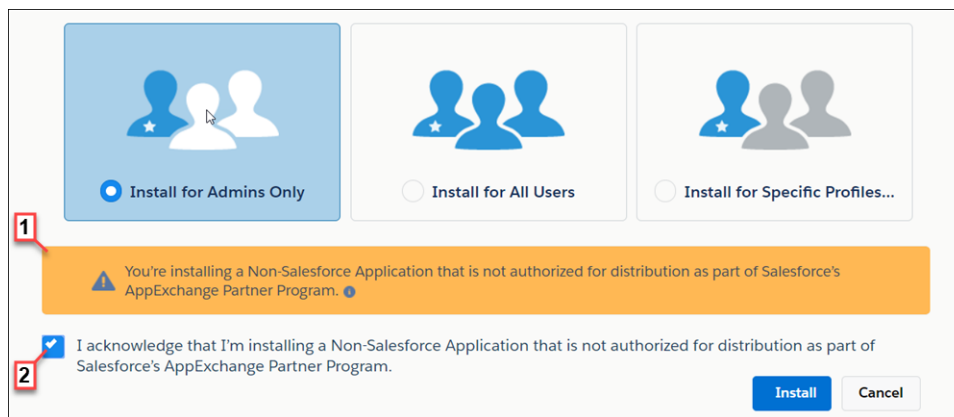 Install for Admins Only
Install for All Users
Install for Specific Profiles...
1
You're installing a Non-Salesforce Application that is not authorized for distribution as part of Salesforce's
AppExchange Partner Program.
I acknowledge that I'm installing a Non-Salesforce Application that is not authorized for distribution as part of
2
Salesforce's AppExchange Partner Program.
Install
Cancel